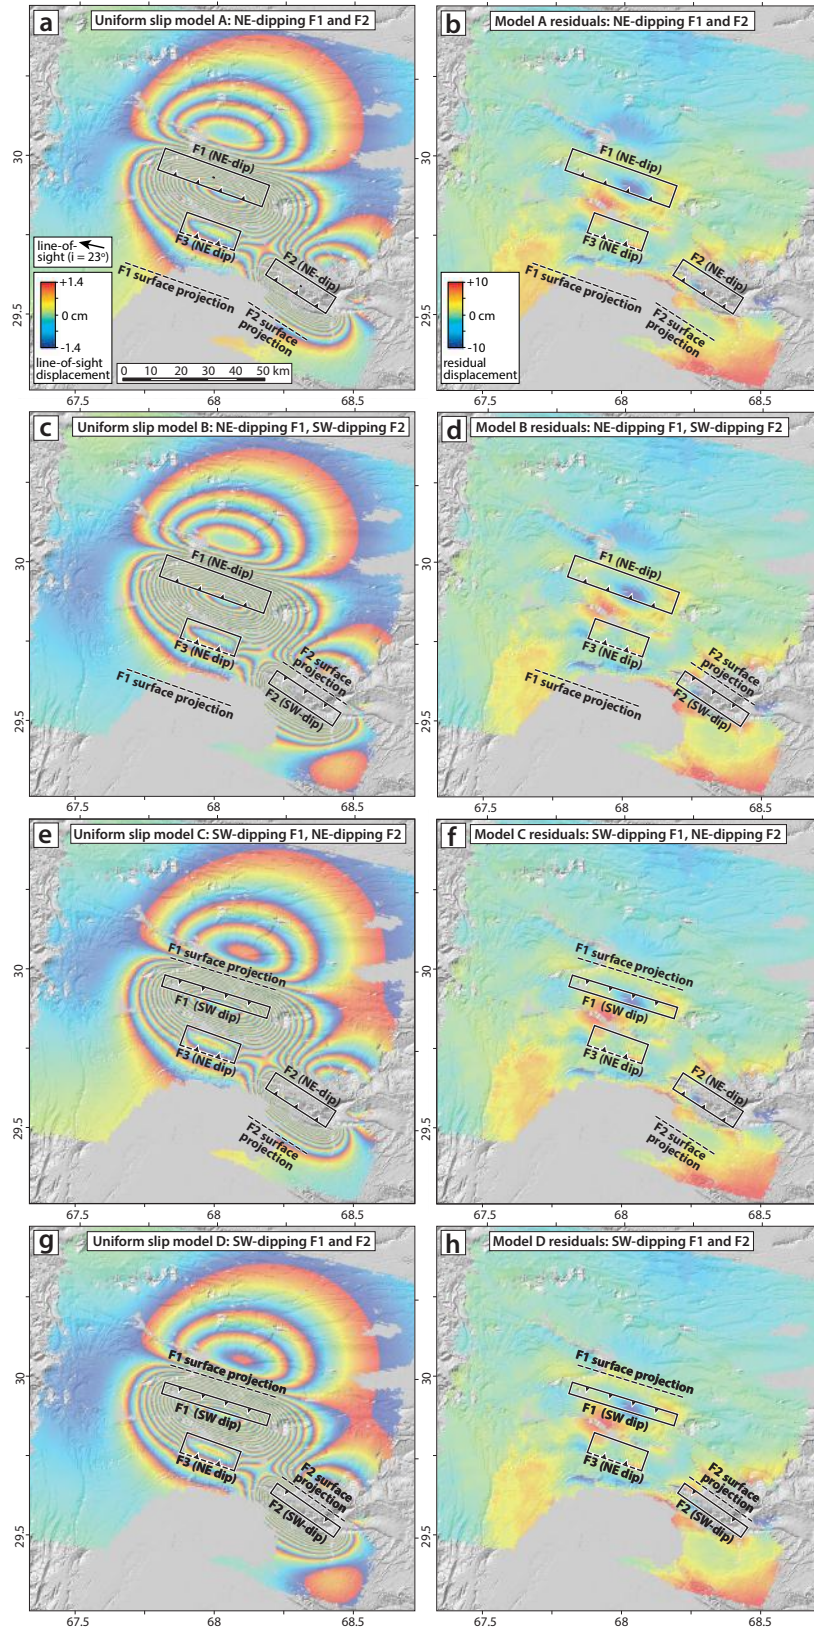 a
Uniform slip model A: NE-dipping F1 and F2
F1 (NE-dip)
F3 (NE dip)
F2 (NE-dip)
F1 surface projection
F2 surface
projection
line-of-
sight (i = 23°)
+1.4
0 cm
-1.4
line-of-sight
displacement
0 10 20 30 40 50 km
30
29.5
67.5 68 68.5
b
Model A residuals: NE-dipping F1 and F2
F1 (NE-dip)
F3 (NE dip)
F2 (NE-dip)
F1 surface projection
F2 surface
projection
+10
0 cm
-10
residual
displacement
30
29.5
67.5 68 68.5
c
Uniform slip model B: NE-dipping F1, SW-dipping F2
F1 (NE-dip)
F3 (NE dip)
F2 surface
projection
F2 (SW-dip)
F1 surface projection
30
29.5
67.5 68 68.5
d
Model B residuals: NE-dipping F1, SW-dipping F2
F1 (NE-dip)
F3 (NE dip)
F2 surface
projection
F2 (SW-dip)
F1 surface projection
30
29.5
67.5 68 68.5
e
Uniform slip model C: SW-dipping F1, NE-dipping F2
F1 surface projection
F1 (SW dip)
F3 (NE dip)
F2 (NE-dip)
F2 surface
projection
30
29.5
67.5 68 68.5
f
Model C residuals: SW-dipping F1, NE-dipping F2
F1 surface projection
F1 (SW dip)
F3 (NE dip)
F2 (NE-dip)
F2 surface
projection
30
29.5
67.5 68 68.5
g
Uniform slip model D: SW-dipping F1 and F2
F1 surface projection
F1 (SW dip)
F3 (NE dip)
F2 surface
projection
F2 (SW-dip)
30
29.5
67.5 68 68.5
h
Model D residuals: SW-dipping F1 and F2
F1 surface projection
F1 (SW dip)
F3 (NE dip)
F2 surface
projection
F2 (SW-dip)
30
29.5
67.5 68 68.5